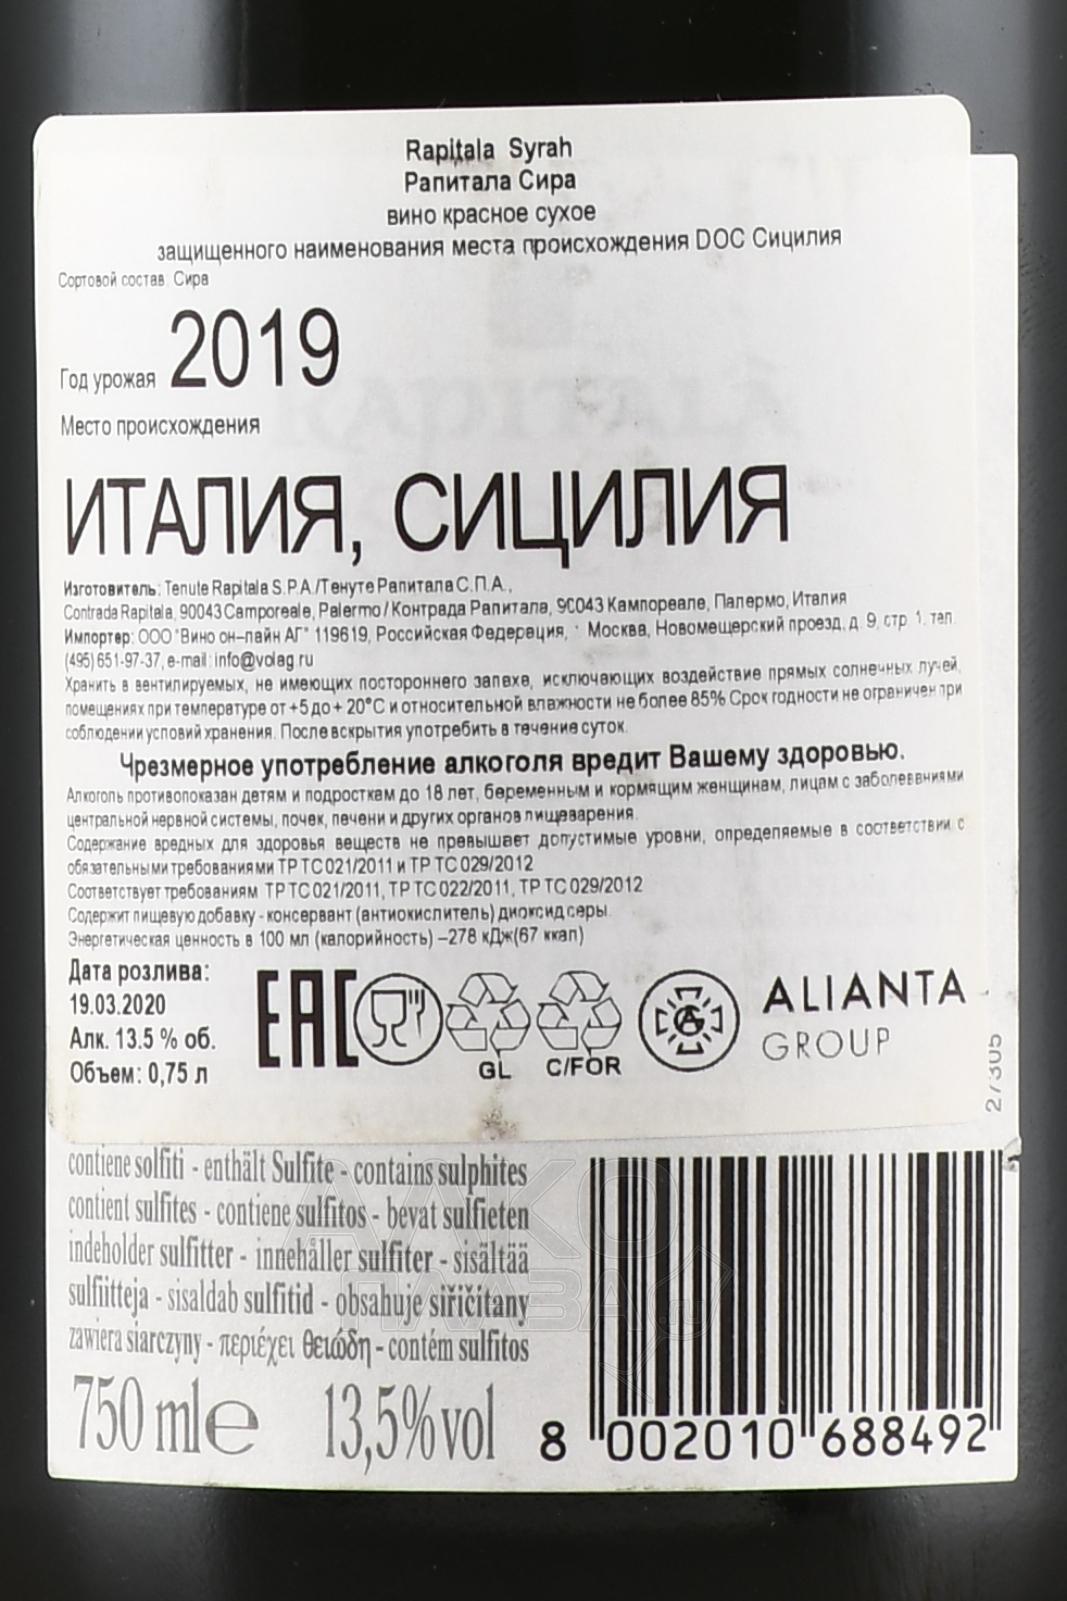 Rapitala Syrah
Рапитала Сира
вино красное сухое
защищенного наименования места происхождения DOC Сицилия
Сортовой состав: Сира
Год урожая 2019
Место происхождения
ИТАЛИЯ, СИЦИЛИЯ
Изготовитель: Tenute Rapitala S.P.A./Тенуте Рапитала С.П.А.,
Contrada Rapitala, 90043 Camporeale, Palermo / Контрада Рапитала, 90043 Кампореале, Палермо, Италия
Импортер: ООО "Вино он-лайн АГ" 119619, Российская Федерация, г. Москва, Новомещерский проезд, д. 9, стр. 1, тел.
(495) 651-97-37, e-mail: info@volag.ru
Хранить в вентилируемых, не имеющих постороннего запаха, исключающих воздействие прямых солнечных лучей,
помещениях при температуре от +5 до + 20°С и относительной влажности не более 85% Срок годности не ограничен при
соблюдении условий хранения. После вскрытия употребить в течение суток.
Чрезмерное употребление алкоголя вредит Вашему здоровью.
Алкоголь противопоказан детям и подросткам до 18 лет, беременным и кормящим женщинам, лицам с заболеваниями
центральной нервной системы, почек, печени и других органов пищеварения.
Содержание вредных для здоровья веществ не превышает допустимые уровни, определяемые в соответствии с
обязательными требованиями ТР ТС 021/2011 и ТР ТС 029/2012
Соответствует требованиям ТР ТС 021/2011, ТР ТС 022/2011, ТР ТС 029/2012
Содержит пищевую добавку - консервант (антиокислитель) диоксид серы.
Энергетическая ценность в 100 мл (калорийность) –278 кДж(67 ккал)
Дата розлива:
19.03.2020
Алк. 13.5 % об.
Объем: 0,75 л
EAC
GL
C/FOR
ALIANTA
GROUP
27305
contiene solfiti - enthält Sulfite - contains sulphites
contient sulfites - contiene sulfitos - bevat sulfieten
indeholder sulfitter - innehåller sulfiter - sisältää
sulfiitteja - sisaldab sulfitid - obsahuje siřičitany
zawiera siarczyny - περιέχει θειώδη - contém sulfitos
750 ml e 13,5% vol
8 002010 688492
АЛКО
ПЛАЗА.ru